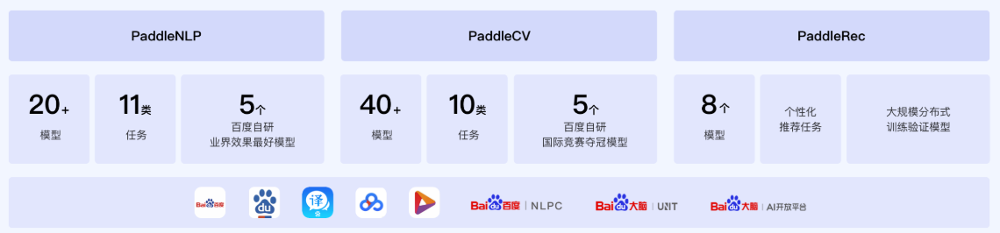 PaddleNLP
PaddleCV
PaddleRec
20+
模型
11类
任务
5个
百度自研
业界效果最好模型
40+
模型
10类
任务
5个
百度自研
国际竞赛夺冠模型
8个
模型
个性化
推荐任务
大规模分布式
训练验证模型
Bai du 百度
du
译
Bai du 百度 | NLPC
Bai du 大脑 | UNIT
Bai du 大脑 | AI开放平台